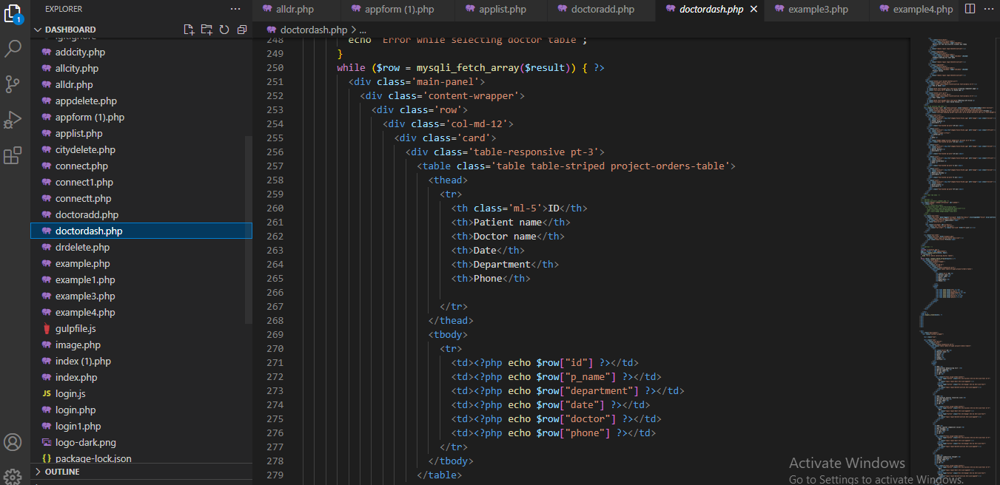 EXPLORER
alldr.php
appform (1).php
applist.php
doctoradd.php
doctordash.php
example3.php
example4.php
1
DASHBOARD
doctordash.php > ...
addcity.php
allcity.php
alldr.php
appdelete.php
appform (1).php
applist.php
citydelete.php
connect.php
connect1.php
connectt.php
doctoradd.php
doctordash.php
drdelete.php
example.php
example1.php
example3.php
example4.php
gulpfile.js
image.php
index (1).php
index.php
JS login.js
login.php
login1.php
logo-dark.png
{} package-lock.json
OUTLINE
248 echo "Error while selecting doctor table";
249 }
250 while ($row = mysqli_fetch_array($result)) { ?>
251 <div class='main-panel'>
252 <div class='content-wrapper'>
253 <div class='row'>
254 <div class='col-md-12'>
255 <div class='card'>
256 <div class='table-responsive pt-3'>
257 <table class='table table-striped project-orders-table'>
258 <thead>
259 <tr>
260 <th class='ml-5'>ID</th>
261 <th>Patient name</th>
262 <th>Doctor name</th>
263 <th>Date</th>
264 <th>Department</th>
265 <th>Phone</th>
266
267 </tr>
268 </thead>
269 <tbody>
270 <tr>
271 <td><?php echo $row["id"] ?></td>
272 <td><?php echo $row["p_name"] ?></td>
273 <td><?php echo $row["department"] ?></td>
274 <td><?php echo $row["date"] ?></td>
275 <td><?php echo $row["doctor"] ?></td>
276 <td><?php echo $row["phone"] ?></td>
277 </tr>
278 </tbody>
279 </table>
Activate Windows
Go to Settings to activate Windows.